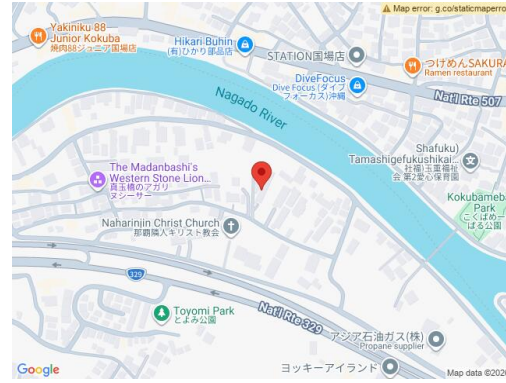 Map error: g.co/staticmaperro
Yakiniku 88
Junior Kokuba
焼肉88ジュニア国場店
Hikari Buhin
(有)ひかり部品店
STATION国場店
つけめんSAKURA
Ramen restaurant
DiveFocus
Dive Focus (ダイブ
フォーカス)沖縄
Nat'l Rte 507
Nagado River
Shafuku)
Tamashigefukushikai...
社福)玉重福祉
会 第2愛心保育園
The Madanbashi's
Western Stone Lion...
真玉橋のアガリ
ヌシーサー
Kokubameb
Park
こくばめー
ばる公園
Naharinjin Christ Church
那覇隣人キリスト教会
329
Nat'l Rte 329
Toyomi Park
とよみ公園
アジア石油ガス(株)
Propane supplier
ヨッキーアイランド
Google
Map data ©2020